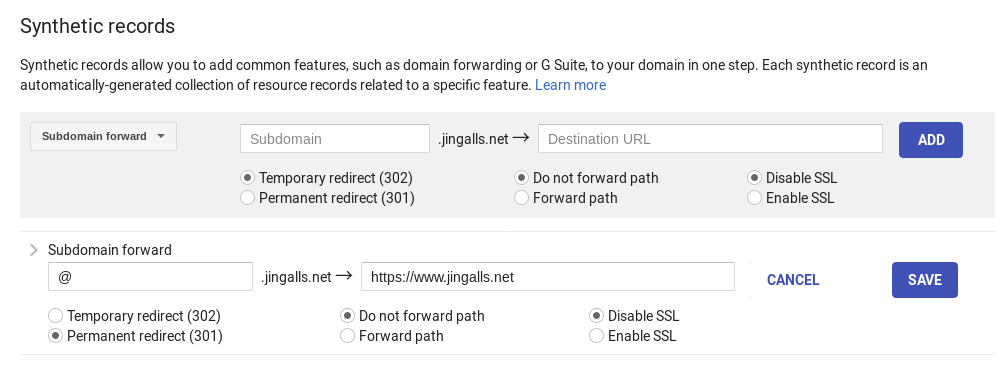 Synthetic records
Synthetic records allow you to add common features, such as domain forwarding or G Suite, to your domain in one step. Each synthetic record is an
automatically-generated collection of resource records related to a specific feature. Learn more
Subdomain forward Subdomain .jingalls.net → Destination URL ADD
Temporary redirect (302) Do not forward path Disable SSL
Permanent redirect (301) Forward path Enable SSL
Subdomain forward
@ .jingalls.net → https://www.jingalls.net CANCEL SAVE
Temporary redirect (302) Do not forward path Disable SSL
Permanent redirect (301) Forward path Enable SSL